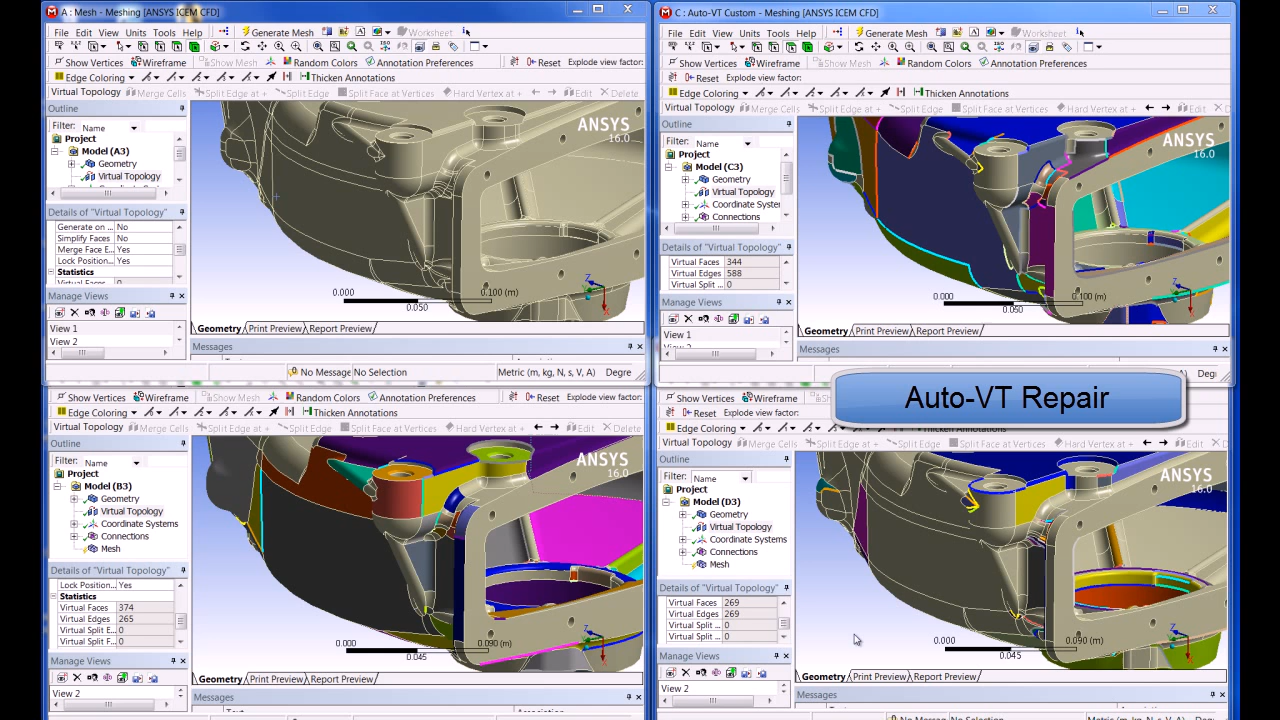 A : Mesh - Meshing [ANSYS ICEM CFD]
File Edit View Units Tools Help Generate Mesh Worksheet
Show Vertices Wireframe Show Mesh Random Colors Annotation Preferences Reset Explode view factor:
Edge Coloring Thicken Annotations
Virtual Topology Merge Cells Split Edge at + Split Edge Split Face at Vertices Hard Vertex at + Edit Delete
Outline
Filter: Name
Project
Model (A3)
Geometry
Virtual Topology
Details of "Virtual Topology"
Generate on ... No
Simplify Faces No
Merge Face E... Yes
Lock Position... Yes
Statistics
Virtual Faces 0
Manage Views
View 1
View 2
ANSYS
16.0
0.000 0.100 (m)
0.050
Z
Geometry Print Preview Report Preview
Messages
No Message No Selection Metric (m, kg, N, s, V, A) Degre
C : Auto-VT Custom - Meshing [ANSYS ICEM CFD]
File Edit View Units Tools Help Generate Mesh Worksheet
Show Vertices Wireframe Show Mesh Random Colors Annotation Preferences
Reset Explode view factor:
Edge Coloring Thicken Annotations
Virtual Topology Merge Cells Split Edge at + Split Edge Split Face at Vertices Hard Vertex at + Edit
Outline
Filter: Name
Project
Model (C3)
Geometry
Virtual Topology
Coordinate System
Connections
Details of "Virtual Topology"
Virtual Faces 344
Virtual Edges 588
Virtual Split ... 0
Manage Views
View 1
View 2
ANSYS
16.0
0.000 0.100 (m)
0.050
Z
Geometry Print Preview Report Preview
Messages
Degr
Show Vertices Wireframe Show Mesh Random Colors Annotation Preferences Reset Explode view factor:
Edge Coloring Thicken Annotations
Virtual Topology Merge Cells Split Edge at + Split Edge Split Face at Vertices Hard Vertex at + Edit Delete
Outline
Filter: Name
Project
Model (B3)
Geometry
Virtual Topology
Coordinate Systems
Connections
Mesh
Details of "Virtual Topology"
Lock Position... Yes
Statistics
Virtual Faces 374
Virtual Edges 265
Virtual Split E... 0
Virtual Split F... 0
Manage Views
View 2
ANSYS
16.0
0.000 0.090 (m)
0.045
Z
Geometry Print Preview Report Preview
Messages
Auto-VT Repair
Show Vertices Wireframe
Reset
Edge Coloring Thicken Annotations
Virtual Topology Merge Cells Split Edge at + Split Edge Split Face at Vertices Hard Vertex at + Edit
Outline
Filter: Name
Project
Model (D3)
Geometry
Virtual Topology
Coordinate Systems
Connections
Mesh
Details of "Virtual Topology"
Virtual Faces 269
Virtual Edges 269
Virtual Split ... 0
Virtual Split ... 0
Manage Views
View 2
ANSYS
16.0
0.000 0.090 (m)
0.045
Z
Geometry Print Preview Report Preview
Messages
No Messag No Selection Metric (m, kg, N, s, V, A)